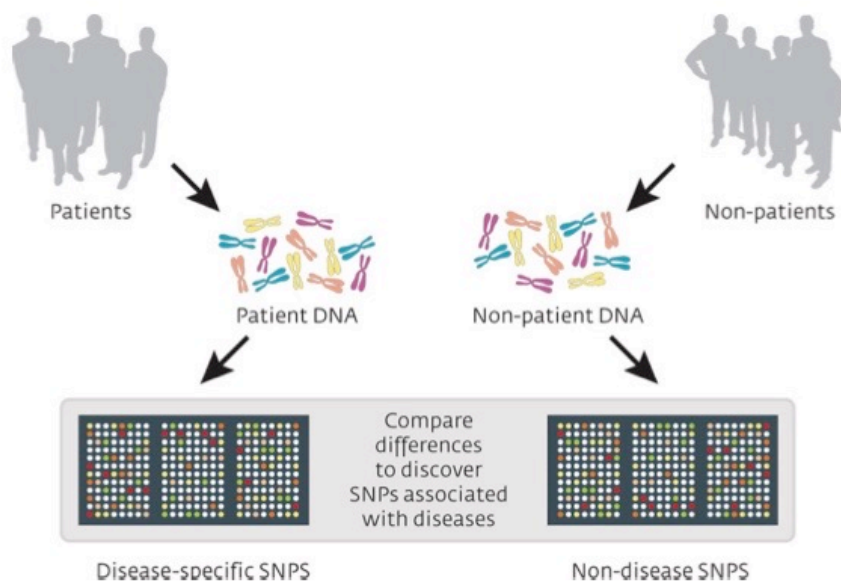 Patients
Non-patients
Patient DNA
Non-patient DNA
Compare
differences
to discover
SNPs associated
with diseases
Disease-specific SNPS
Non-disease SNPS